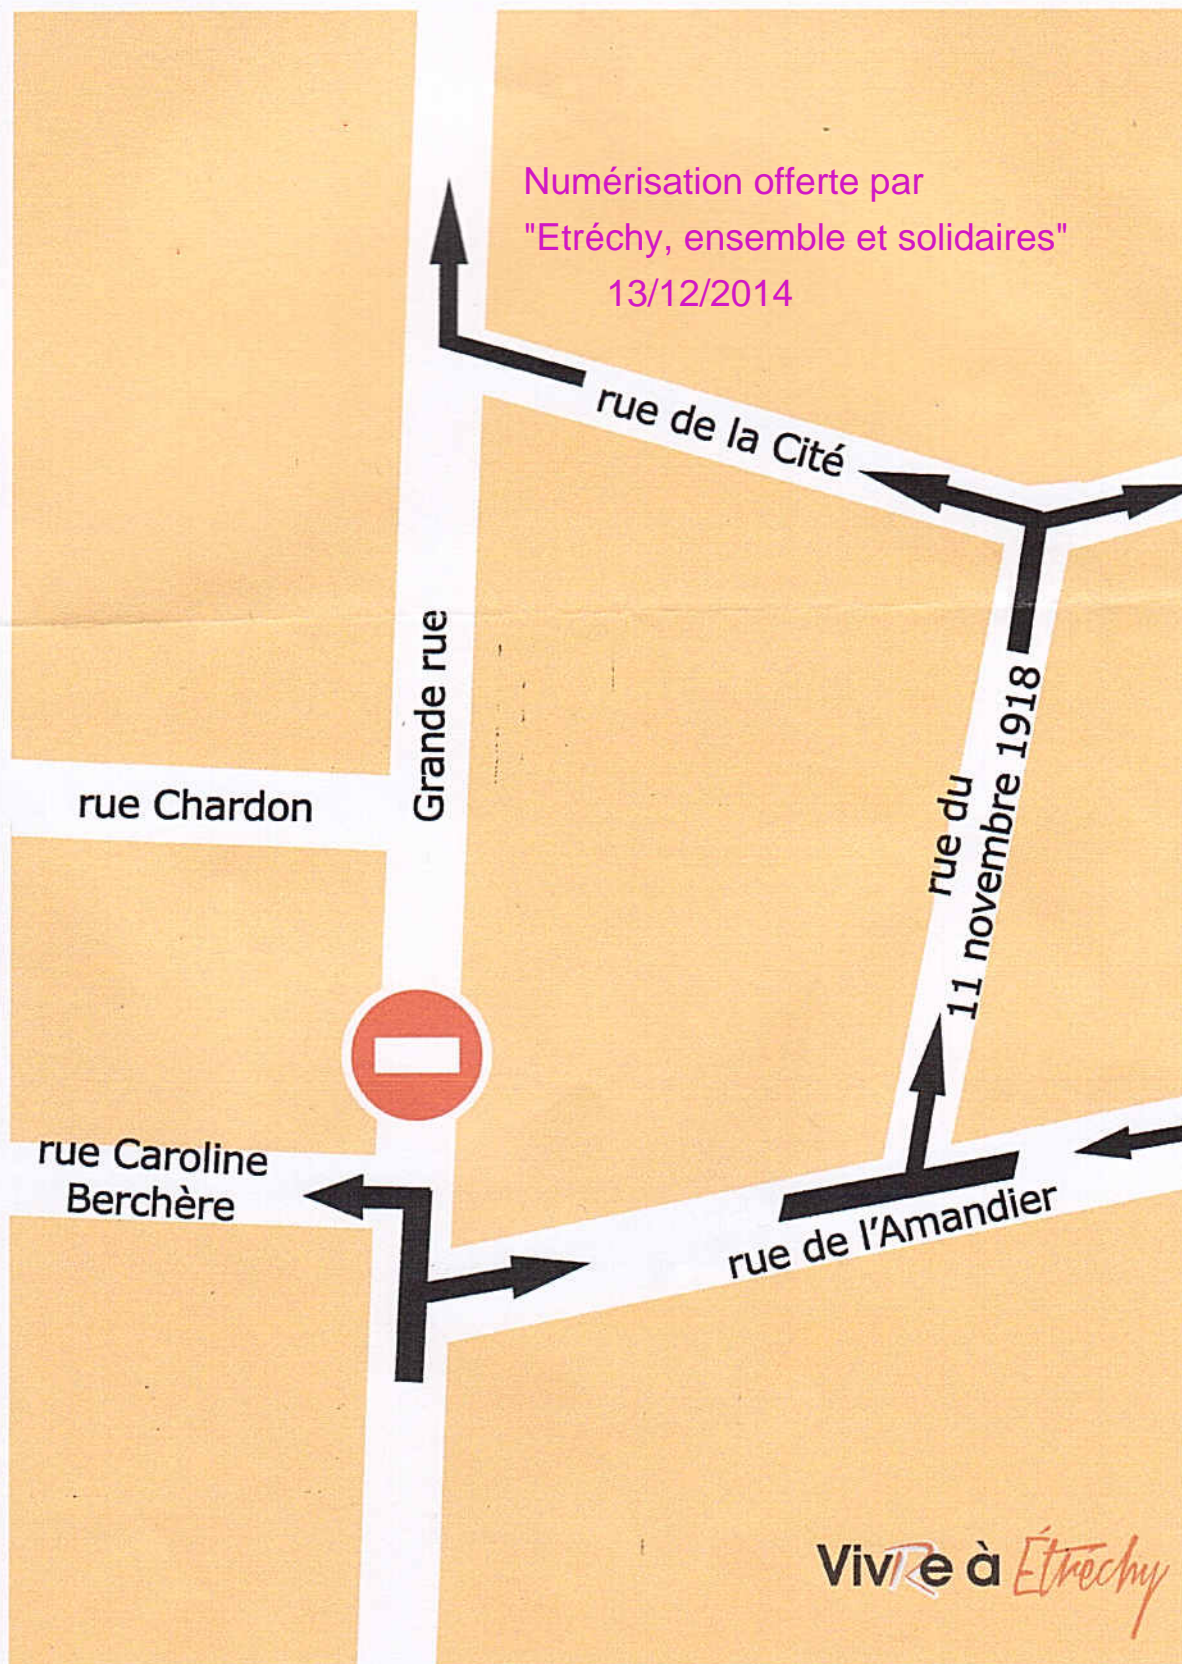 Numérisation offerte par
"Etréchy, ensemble et solidaires"
13/12/2014
rue de la Cité
Grande rue
rue Chardon
rue du
11 novembre 1918
rue Caroline
Berchère
rue de l'Amandier
VivRe à Étréchy